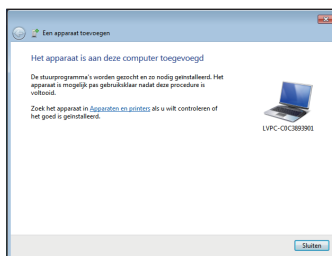 Een apparaat toevoegen
Het apparaat is aan deze computer toegevoegd
De stuurprogramma's worden gezocht en zo nodig geïnstalleerd. Het
apparaat is mogelijk pas gebruiksklaar nadat deze procedure is
voltooid.
Zoek het apparaat in Apparaten en printers als u wilt controleren of
het goed is geïnstalleerd.
LVPC-C0C3893901
Sluiten